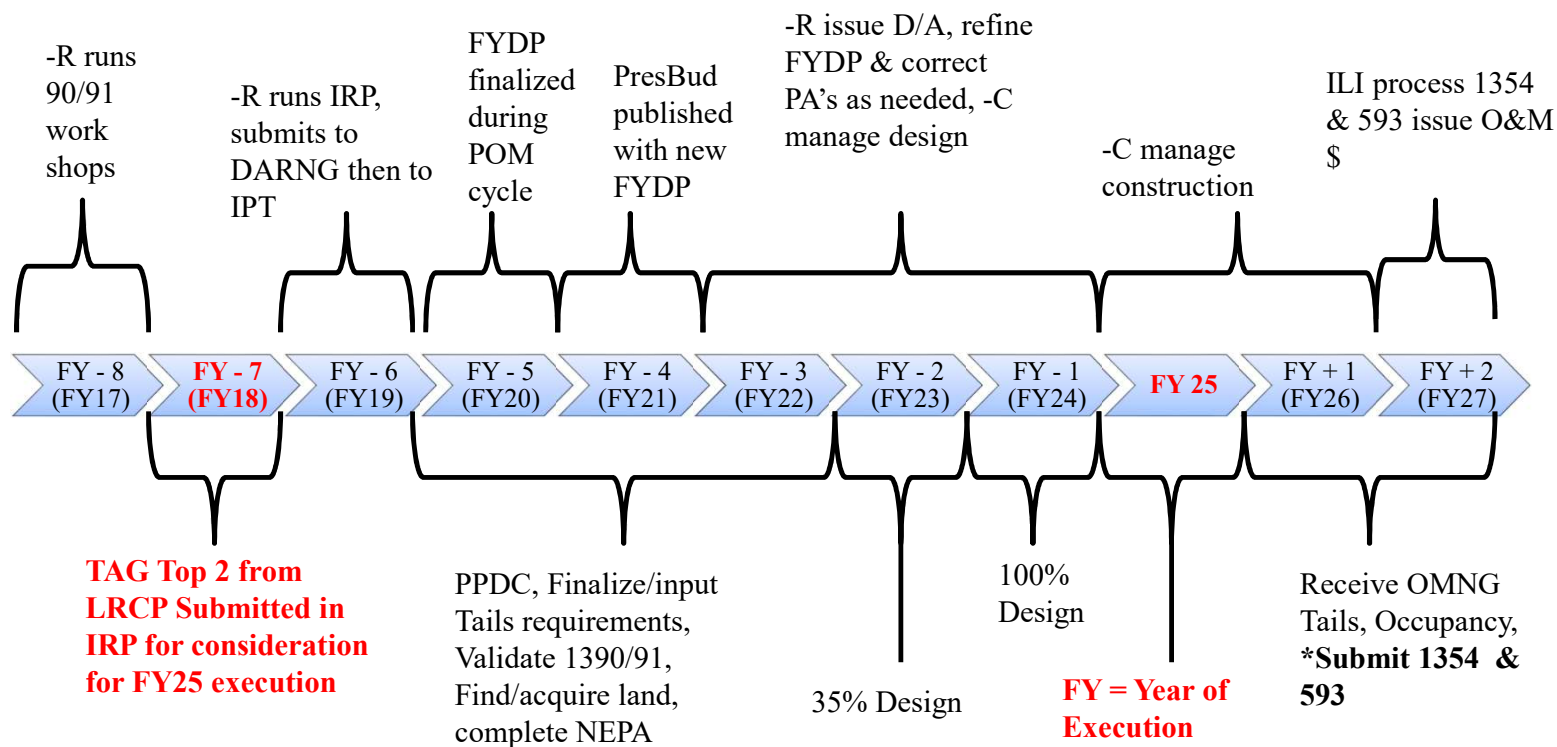 -R runs
90/91
work
shops
-R runs IRP,
submits to
DARNG then to
IPT
FYDP
finalized
during
POM
cycle
PresBud
published
with new
FYDP
-R issue D/A, refine
FYDP & correct
PA's as needed, -C
manage design
-C manage
construction
ILI process 1354
& 593 issue O&M
$
FY - 8
(FY17)
FY - 7
(FY18)
FY - 6
(FY19)
FY - 5
(FY20)
FY - 4
(FY21)
FY - 3
(FY22)
FY - 2
(FY23)
FY - 1
(FY24)
FY 25
FY + 1
(FY26)
FY + 2
(FY27)
TAG Top 2 from
LRCP Submitted in
IRP for consideration
for FY25 execution
PPDC, Finalize/input
Tails requirements,
Validate 1390/91,
Find/acquire land,
complete NEPA
35% Design
100%
Design
FY = Year of
Execution
Receive OMNG
Tails, Occupancy,
*Submit 1354 &
593